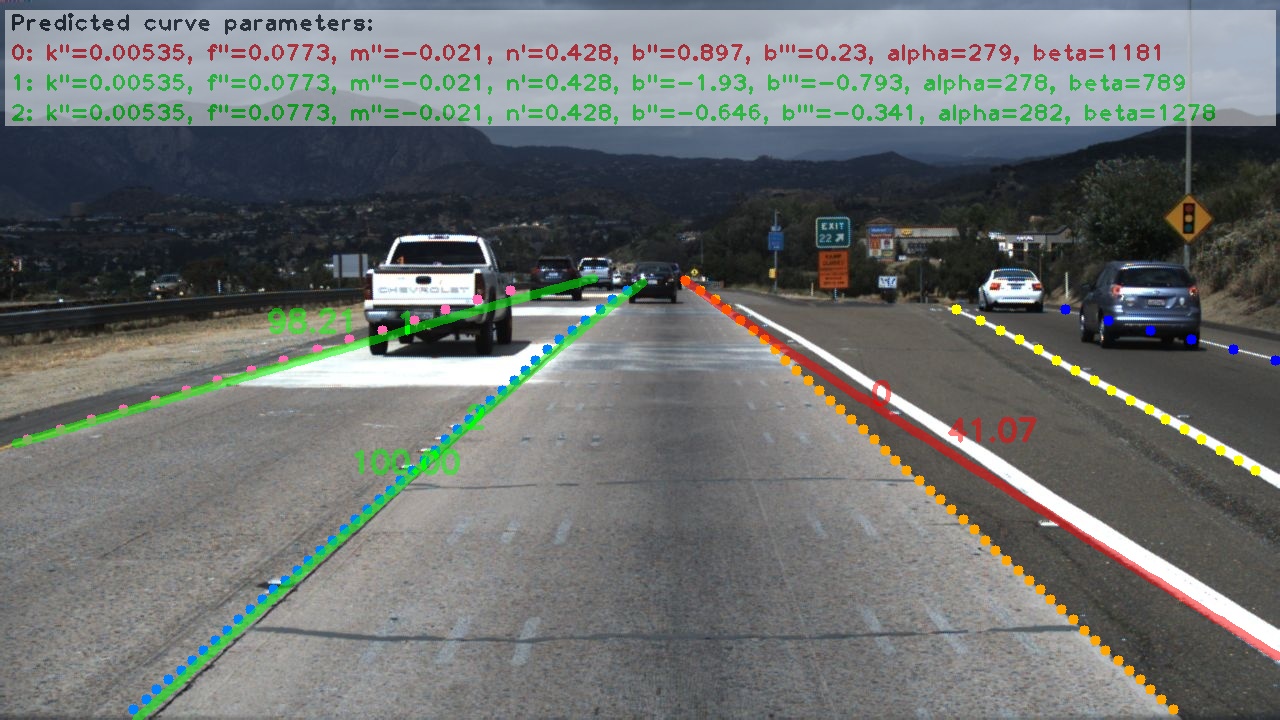 Predicted curve parameters:
0: k''=0.00535, f''=0.0773, m''=-0.021, n'=0.428, b''=0.897, b'''=0.23, alpha=279, beta=1181
1: k''=0.00535, f''=0.0773, m''=-0.021, n'=0.428, b''=-1.93, b'''=-0.793, alpha=278, beta=789
2: k''=0.00535, f''=0.0773, m''=-0.021, n'=0.428, b''=-0.646, b'''=-0.341, alpha=282, beta=1278
EXIT
22
CHEVROLET
98.21
1
0
41.07
100.00